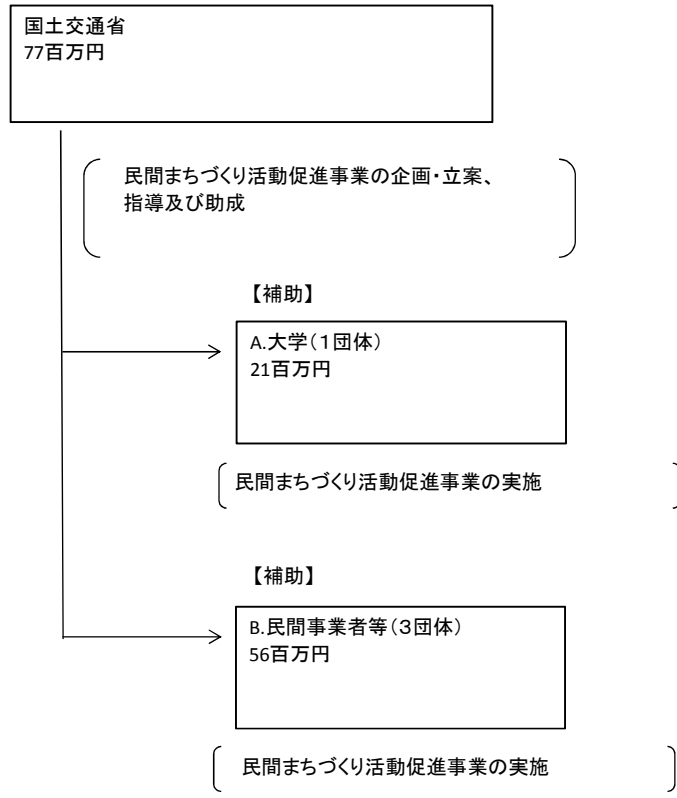 国土交通省
77百万円
民間まちづくり活動促進事業の企画・立案、
指導及び助成
【補助】
A.大学(1団体)
21百万円
民間まちづくり活動促進事業の実施
【補助】
B.民間事業者等(3団体)
56百万円
民間まちづくり活動促進事業の実施